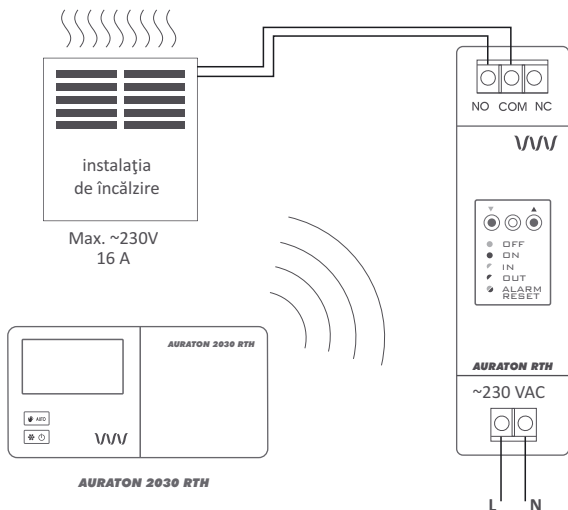 NO COM NC
instalaţia
de încălzire
Max. ~230V
16 A
OFF
ON
IN
OUT
ALARM
RESET
AURATON 2030 RTH
AURATON RTH
~230 VAC
AUTO
AURATON 2030 RTH
L N